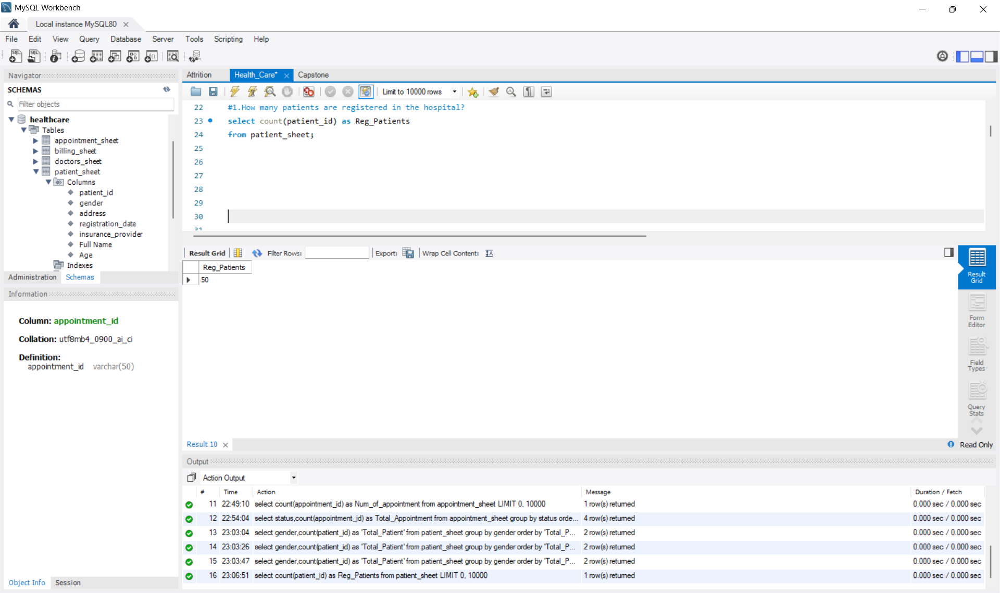 MySQL Workbench
Local instance MySQL80
File Edit View Query Database Server Tools Scripting Help
Navigator
SCHEMAS
Filter objects
healthcare
Tables
appointment_sheet
billing_sheet
doctors_sheet
patient_sheet
Columns
patient_id
gender
address
registration_date
insurance_provider
Full Name
Age
Indexes
Administration Schemas
Information
Column: appointment_id
Collation: utf8mb4_0900_ai_ci
Definition:
appointment_id varchar(50)
Object Info Session
Attrition Health_Care* Capstone
Limit to 10000 rows
22 #1.How many patients are registered in the hospital?
23 select count(patient_id) as Reg_Patients
24 from patient_sheet;
25
26
27
28
29
30
31
Result Grid Filter Rows: Export: Wrap Cell Content:
Reg_Patients
50
Result Grid
Form Editor
Field Types
Query Stats
Result 10
Read Only
Output
Action Output
# Time Action Message Duration / Fetch
11 22:49:10 select count(appointment_id) as Num_of_appointment from appointment_sheet LIMIT 0, 10000 1 row(s) returned 0.000 sec / 0.000 sec
12 22:54:04 select status,count(appointment_id) as Total_Appointment from appointment_sheet group by status orde... 4 row(s) returned 0.000 sec / 0.000 sec
13 23:03:04 select gender,count(patient_id) as 'Total_Patient' from patient_sheet group by gender order by 'Total_P... 2 row(s) returned 0.000 sec / 0.000 sec
14 23:03:26 select gender,count(patient_id) as 'Total_Patient' from patient_sheet group by gender order by 'Total_P... 2 row(s) returned 0.000 sec / 0.000 sec
15 23:03:47 select gender,count(patient_id) as 'Total_Patient' from patient_sheet group by gender order by 'Total_P... 2 row(s) returned 0.000 sec / 0.000 sec
16 23:06:51 select count(patient_id) as Reg_Patients from patient_sheet LIMIT 0, 10000 1 row(s) returned 0.000 sec / 0.000 sec